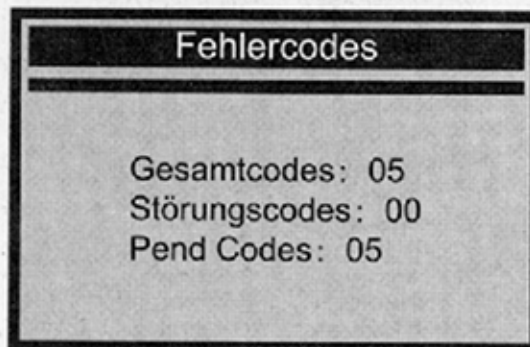 Fehlercodes
Gesamtcodes: 05
Störungscodes: 00
Pend Codes: 05